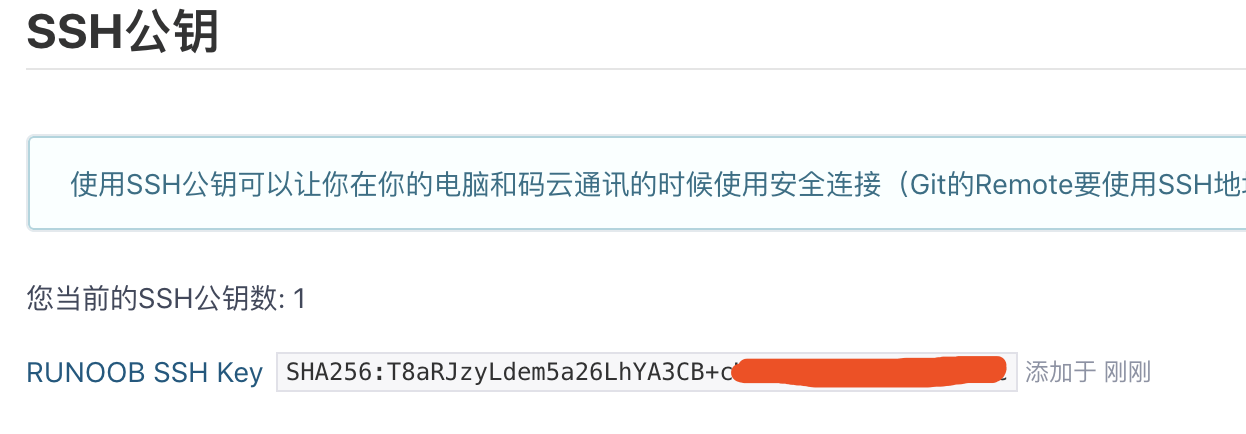 SSH公钥
使用SSH公钥可以让你在你的电脑和码云通讯的时候使用安全连接（Git的Remote要使用SSH地
您当前的SSH公钥数: 1
RUNOOB SSH Key SHA256:T8aRJzyLdem5a26LhYA3CB+c 添加于 刚刚